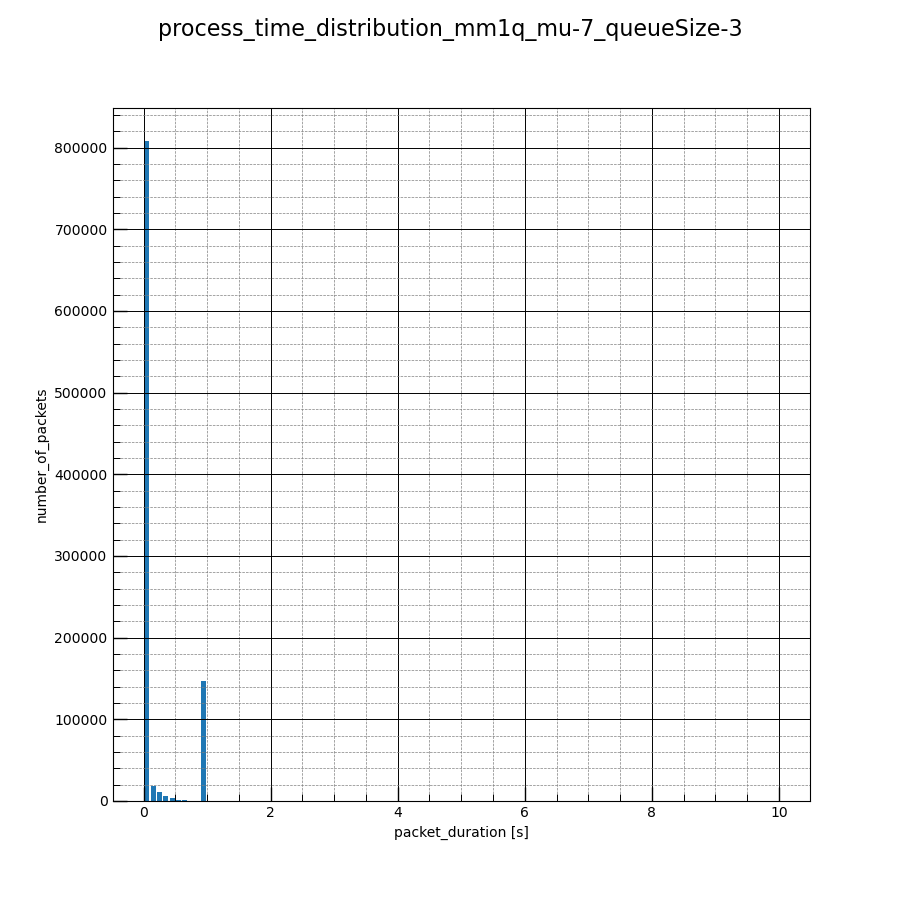 process_time_distribution_mm1q_mu-7_queueSize-3
800000
700000
600000
500000
400000
300000
200000
100000
0
number_of_packets
0 2 4 6 8 10
packet_duration [s]